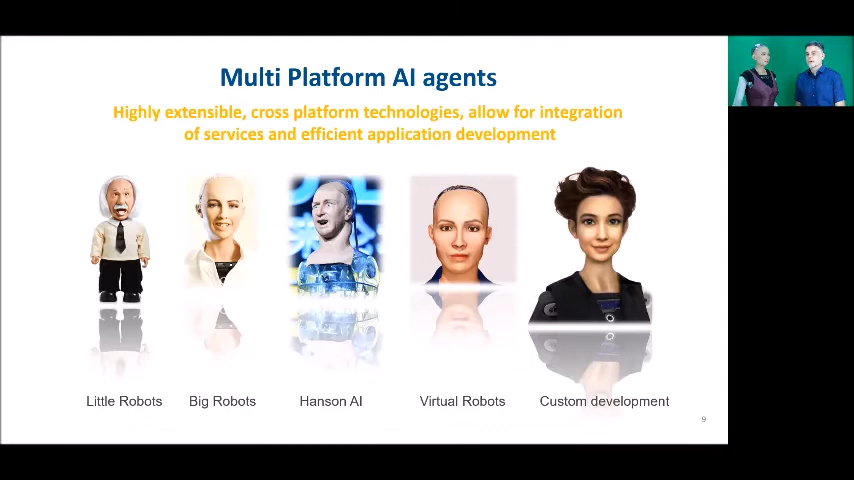 Multi Platform AI agents
Highly extensible, cross platform technologies, allow for integration
of services and efficient application development
Little Robots
Big Robots
Hanson AI
Virtual Robots
Custom development
9